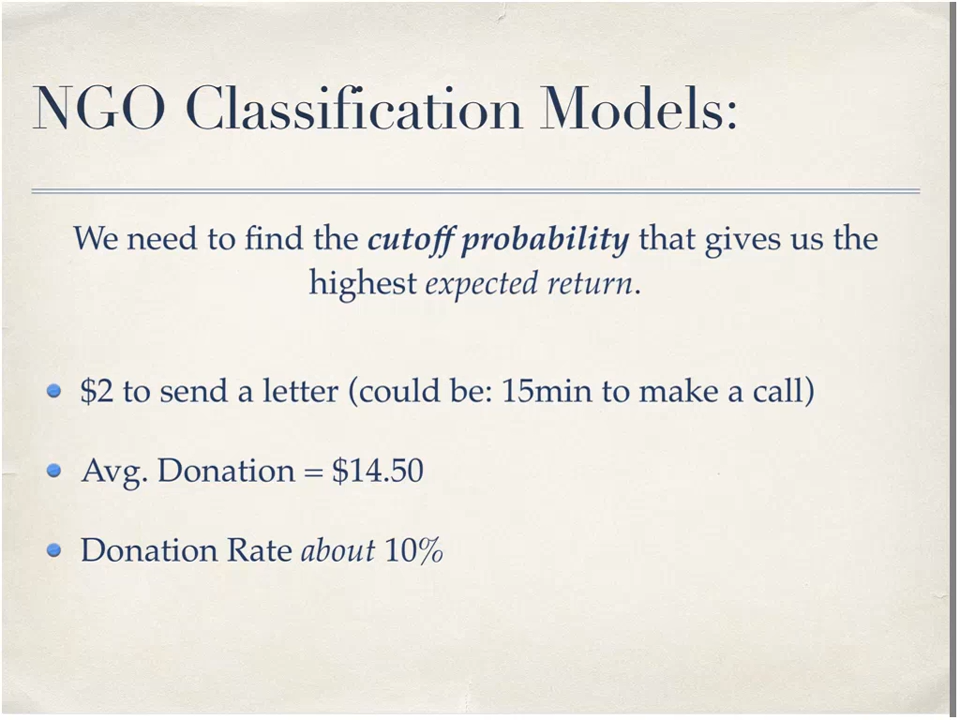 NGO Classification Models:
We need to find the cutoff probability that gives us the
highest expected return.
$2 to send a letter (could be: 15min to make a call)
Avg. Donation = $14.50
Donation Rate about 10%